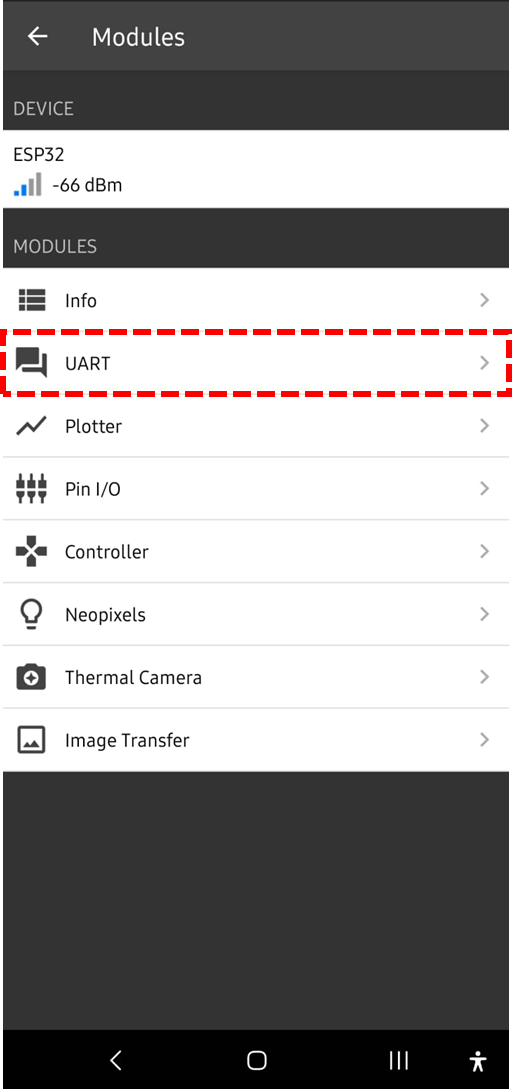 Modules
DEVICE
ESP32
-66 dBm
MODULES
Info
UART
Plotter
Pin I/O
Controller
Neopixels
Thermal Camera
Image Transfer